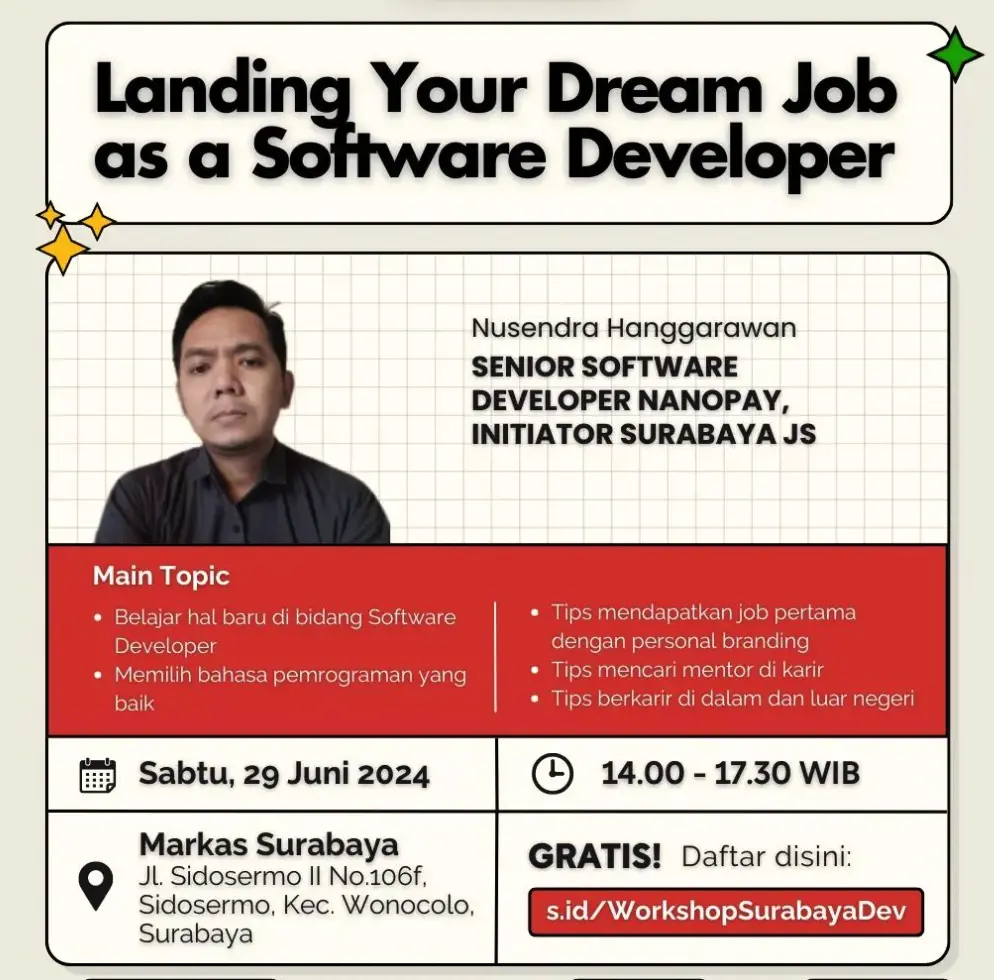 Landing Your Dream Job
as a Software Developer
Nusendra Hanggarawan
SENIOR SOFTWARE
DEVELOPER NANOPAY,
INITIATOR SURABAYA JS
Main Topic
• Belajar hal baru di bidang Software
Developer
• Memilih bahasa pemrograman yang
baik
• Tips mendapatkan job pertama
dengan personal branding
• Tips mencari mentor di karir
• Tips berkarir di dalam dan luar negeri
Sabtu, 29 Juni 2024
14.00 - 17.30 WIB
Markas Surabaya
Jl. Sidosermo II No.106f,
Sidosermo, Kec. Wonocolo,
Surabaya
GRATIS! Daftar disini:
s.id/WorkshopSurabayaDev